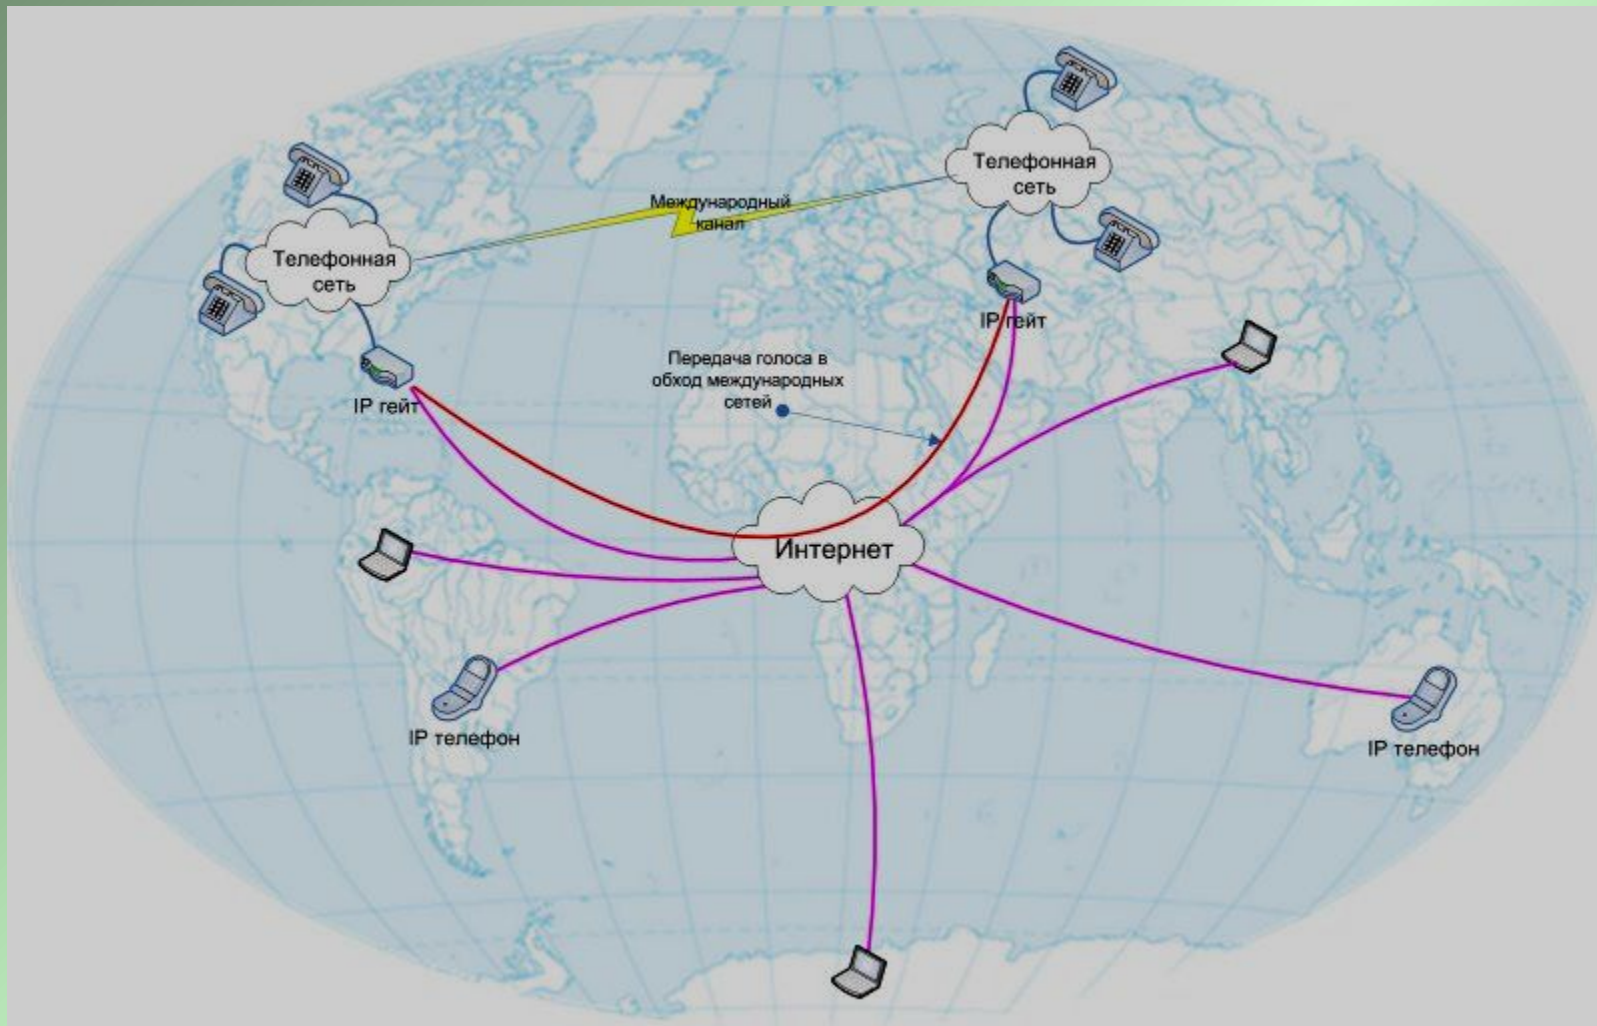 Телефонная
сеть
Международный
канал
Телефонная
сеть
IP гейт
Передача голоса в
обход международных
сетей
IP гейт
Интернет
IP телефон
IP телефон